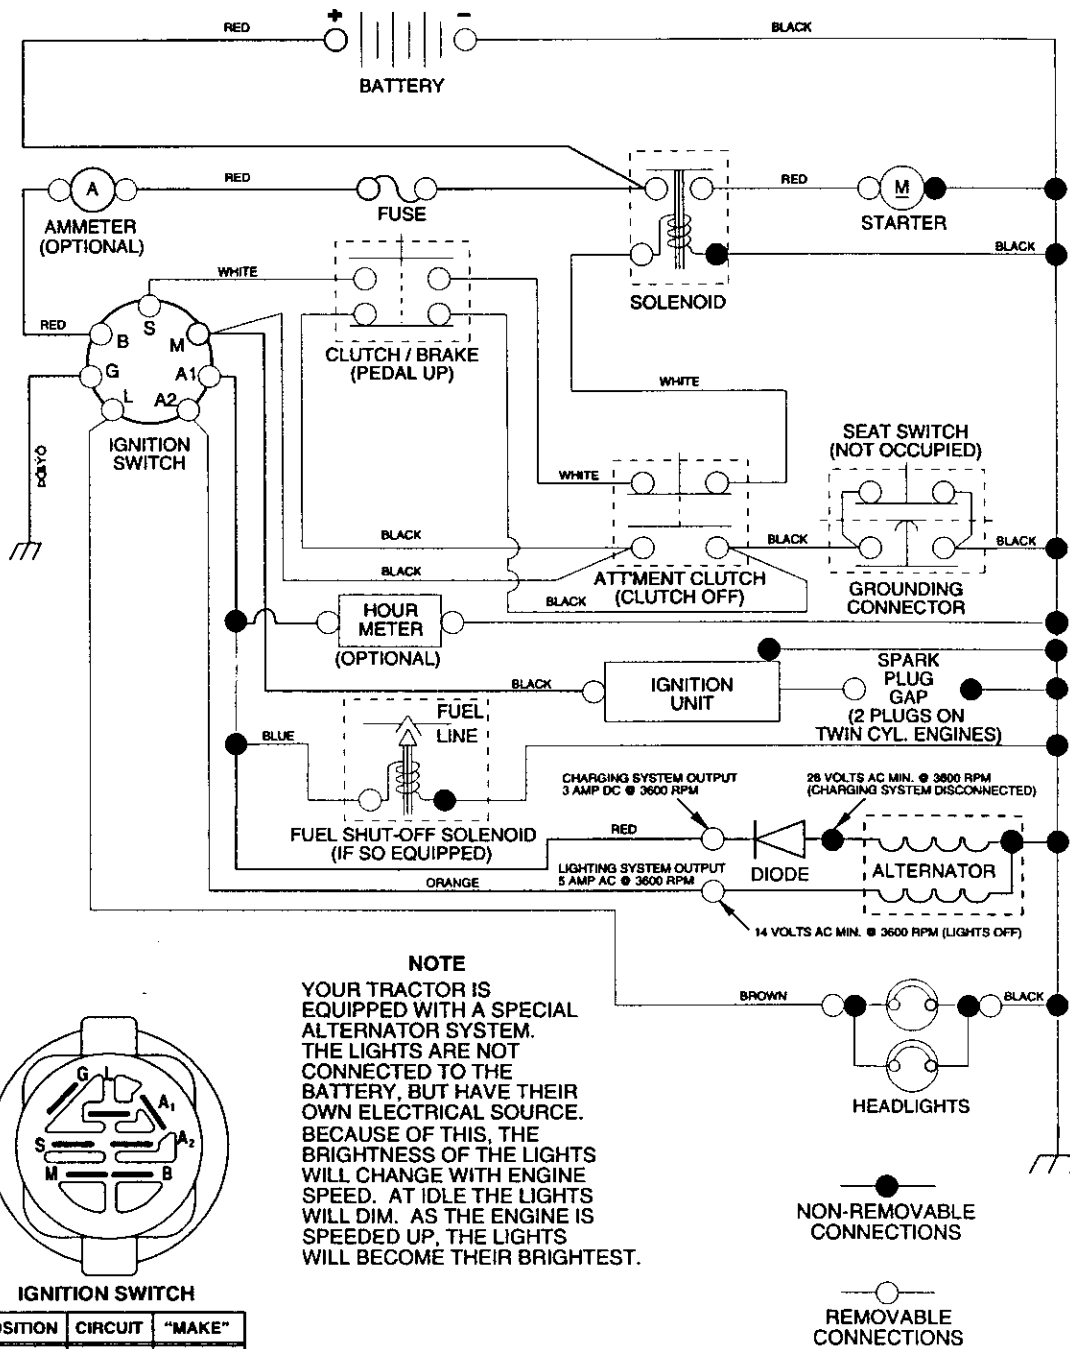 +
−
RED
BLACK
BATTERY
RED
RED
A
M
FUSE
AMMETER
(OPTIONAL)
STARTER
WHITE
BLACK
SOLENOID
RED
S
B
M
G
A1
L
A2
CLUTCH / BRAKE
(PEDAL UP)
WHITE
IGNITION
SWITCH
SEAT SWITCH
(NOT OCCUPIED)
WHITE
BLACK
BLACK
BLACK
BLACK
ATT'MENT CLUTCH
(CLUTCH OFF)
GROUNDING
CONNECTOR
BLACK
HOUR
METER
(OPTIONAL)
BLACK
IGNITION
UNIT
SPARK
PLUG
GAP
(2 PLUGS ON
TWIN CYL. ENGINES)
FUEL
LINE
BLUE
FUEL SHUT-OFF SOLENOID
(IF SO EQUIPPED)
CHARGING SYSTEM OUTPUT
3 AMP DC @ 3600 RPM
28 VOLTS AC MIN. @ 3600 RPM
(CHARGING SYSTEM DISCONNECTED)
RED
DIODE
ALTERNATOR
LIGHTING SYSTEM OUTPUT
5 AMP AC @ 3600 RPM
ORANGE
14 VOLTS AC MIN. @ 3600 RPM (LIGHTS OFF)
NOTE
YOUR TRACTOR IS
EQUIPPED WITH A SPECIAL
ALTERNATOR SYSTEM.
THE LIGHTS ARE NOT
CONNECTED TO THE
BATTERY, BUT HAVE THEIR
OWN ELECTRICAL SOURCE.
BECAUSE OF THIS, THE
BRIGHTNESS OF THE LIGHTS
WILL CHANGE WITH ENGINE
SPEED. AT IDLE THE LIGHTS
WILL DIM. AS THE ENGINE IS
SPEEDED UP, THE LIGHTS
WILL BECOME THEIR BRIGHTEST.
BROWN
BLACK
HEADLIGHTS
G
L
A1
S
A2
M
B
IGNITION SWITCH
OSITION CIRCUIT "MAKE"
NON-REMOVABLE
CONNECTIONS
REMOVABLE
CONNECTIONS